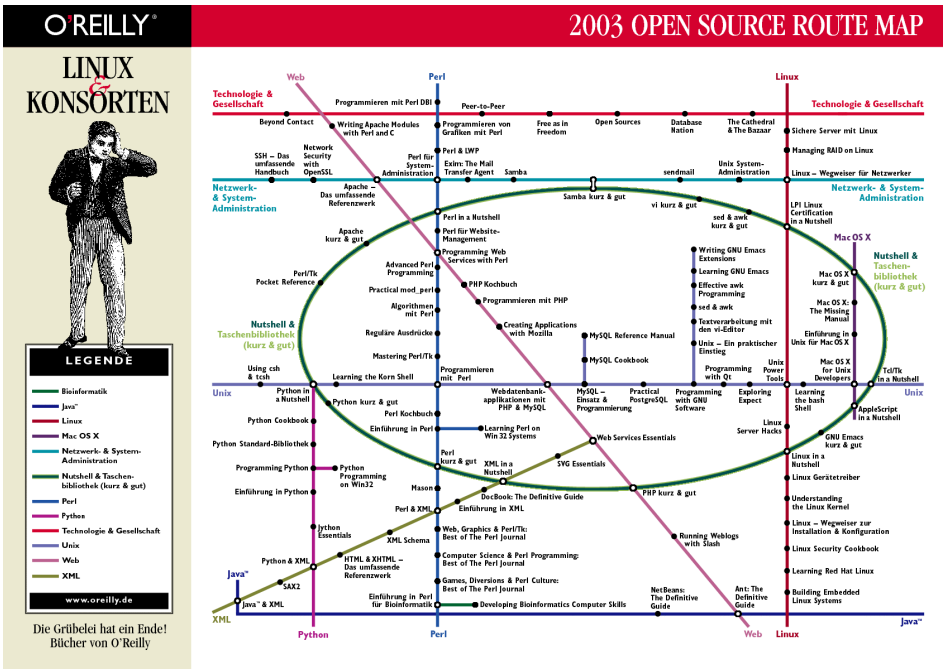 O'REILLY®
2003 OPEN SOURCE ROUTE MAP
LINUX
&
KONSORTEN
LEGENDE
Bioinformatik
Java™
Linux
Mac OS X
Netzwerk- & System-
Administration
Nutshell & Taschen-
bibliothek (kurz & gut)
Perl
Python
Technologie & Gesellschaft
Unix
Web
XML
www.oreilly.de
Die Grübelei hat ein Ende!
Bücher von O'Reilly
Web
Perl
Linux
Technologie &
Gesellschaft
Programmieren mit Perl DBI
Peer-to-Peer
Technologie & Gesellschaft
Beyond Contact
Writing Apache Modules
with Perl and C
Programmieren von
Grafiken mit Perl
Free as in
Freedom
Open Sources
Database
Nation
The Cathedral
& The Bazaar
Sichere Server mit Linux
Perl & LWP
Managing RAID on Linux
SSH – Das
umfassende
Handbuch
Network
Security
with
OpenSSL
Perl für
System-
Administration
Exim: The Mail
Transfer Agent
Samba
sendmail
Unix System-
Administration
Linux – Wegweiser für Netzwerker
Netzwerk-
& System-
Administration
Apache –
Das umfassende
Referenzwerk
Samba kurz & gut
vi kurz & gut
sed & awk
kurz & gut
LPI Linux
Certification
in a Nutshell
Netzwerk- & System-
Administration
Perl in a Nutshell
Apache
kurz & gut
Perl für Website-
Management
Mac OS X
Programming Web
Services with Perl
Writing GNU Emacs
Extensions
Nutshell &
Taschen-
bibliothek
(kurz & gut)
Perl/Tk
Pocket Reference
Advanced Perl
Programming
PHP Kochbuch
Learning GNU Emacs
Mac OS X
kurz & gut
Practical mod_perl
Programmieren mit PHP
Effective awk
Programming
Algorithmen
mit Perl
sed & awk
Mac OS X:
The Missing
Manual
Nutshell &
Taschenbibliothek
(kurz & gut)
Reguläre Ausdrücke
Creating Applications
with Mozilla
MySQL Reference Manual
Textverarbeitung mit
den vi-Editor
Einführung in
Unix für Mac OS X
Unix – Ein praktischer
Einstieg
Mastering Perl/Tk
MySQL Cookbook
Using csh
& tcsh
Learning the Korn Shell
Programmieren
mit Perl
Programming
with Qt
Unix
Power
Tools
Mac OS X
for Unix
Developers
Tcl/Tk
in a Nutshell
Unix
Python in
a Nutshell
Python kurz & gut
Webdatenbank-
applikationen mit
PHP & MySQL
MySQL –
Einsatz &
Programmierung
Practical
PostgreSQL
Programming
with GNU
Software
Exploring
Expect
Learning
the bash
Shell
Unix
AppleScript
in a Nutshell
Python Cookbook
Perl Kochbuch
Einführung in Perl
Learning Perl on
Win 32 Systems
Linux
Server Hacks
Python Standard-Bibliothek
Web Services Essentials
GNU Emacs
kurz & gut
Programming Python
Python
Programming
on Win32
Perl
kurz & gut
XML in a
Nutshell
SVG Essentials
Linux in a
Nutshell
Linux Gerätetreiber
Einführung in Python
Mason
DocBook: The Definitive Guide
PHP kurz & gut
Understanding
the Linux Kernel
Perl & XML
Einführung in XML
Jython
Essentials
XML Schema
Web, Graphics & Perl/Tk:
Best of The Perl Journal
Running Weblogs
with Slash
Linux – Wegweiser zur
Installation & Konfiguration
Python & XML
HTML & XHTML –
Das umfassende
Referenzwerk
Computer Science & Perl Programming:
Best of The Perl Journal
Linux Security Cookbook
Java™
SAX2
Games, Diversions & Perl Culture:
Best of The Perl Journal
Learning Red Hat Linux
Java™ & XML
Einführung in Perl
für Bioinformatik
Developing Bioinformatics Computer Skills
NetBeans:
The Definitive
Guide
Ant: The
Definitive
Guide
Building Embedded
Linux Systems
XML
Python
Perl
Web
Linux
Java™